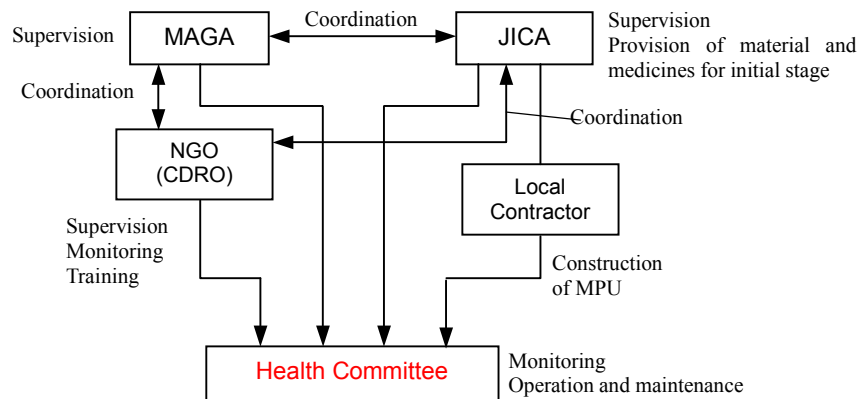 Supervision
MAGA
Coordination
JICA
Supervision
Provision of material and
medicines for initial stage
Coordination
Coordination
NGO
(CDRO)
Local
Contractor
Supervision
Monitoring
Training
Construction
of MPU
Health Committee
Monitoring
Operation and maintenance